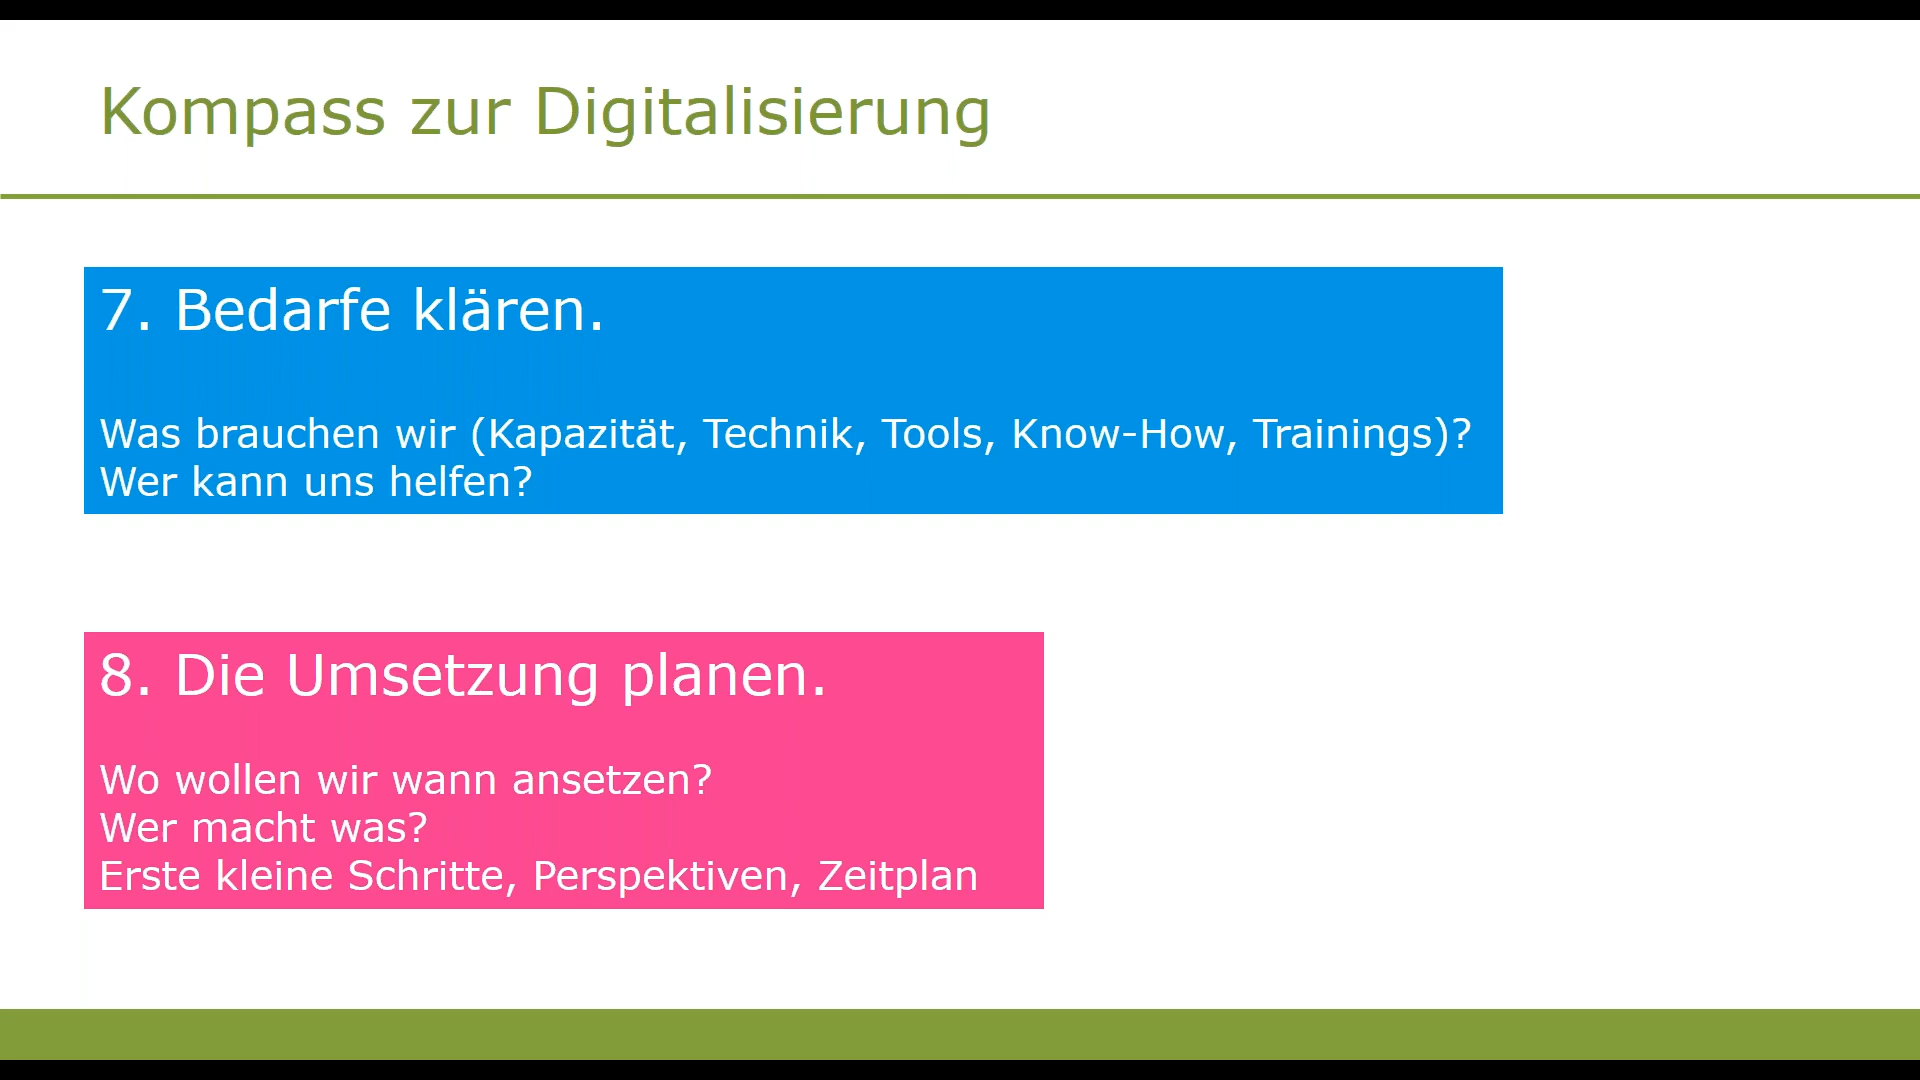 Kompass zur Digitalisierung
7. Bedarfe klären.
Was brauchen wir (Kapazität, Technik, Tools, Know-How, Trainings)?
Wer kann uns helfen?
8. Die Umsetzung planen.
Wo wollen wir wann ansetzen?
Wer macht was?
Erste kleine Schritte, Perspektiven, Zeitplan